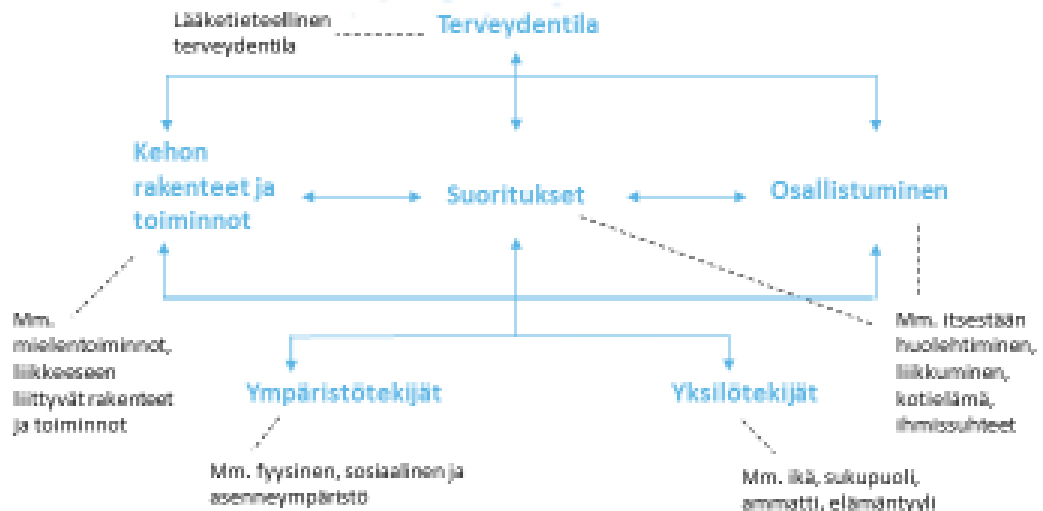 Lääketieteellinen
terveydentila
Terveydentila
Kehon
rakenteet ja
toiminnot
Suoritukset
Osallistuminen
Mm.
mielentoiminnot,
liikkeeseen
liittyvät rakenteet
ja toiminnot
Mm. itsestään
huolehtiminen,
liikkuminen,
kotielämä,
ihmissuhteet
Ympäristötekijät
Yksilötekijät
Mm. fyysinen, sosiaalinen ja
asenneympäristö
Mm. ikä, sukupuoli,
ammatti, elämäntyyli